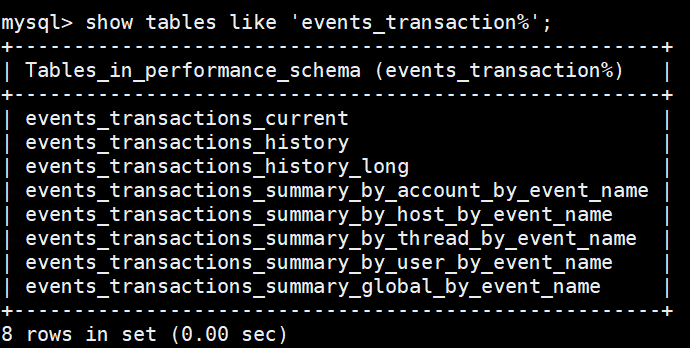 mysql> show tables like 'events_transaction%';
+------------------------------------------------------+
| Tables_in_performance_schema (events_transaction%)   |
+------------------------------------------------------+
| events_transactions_current                          |
| events_transactions_history                          |
| events_transactions_history_long                     |
| events_transactions_summary_by_account_by_event_name |
| events_transactions_summary_by_host_by_event_name    |
| events_transactions_summary_by_thread_by_event_name  |
| events_transactions_summary_by_user_by_event_name    |
| events_transactions_summary_global_by_event_name     |
+------------------------------------------------------+
8 rows in set (0.00 sec)